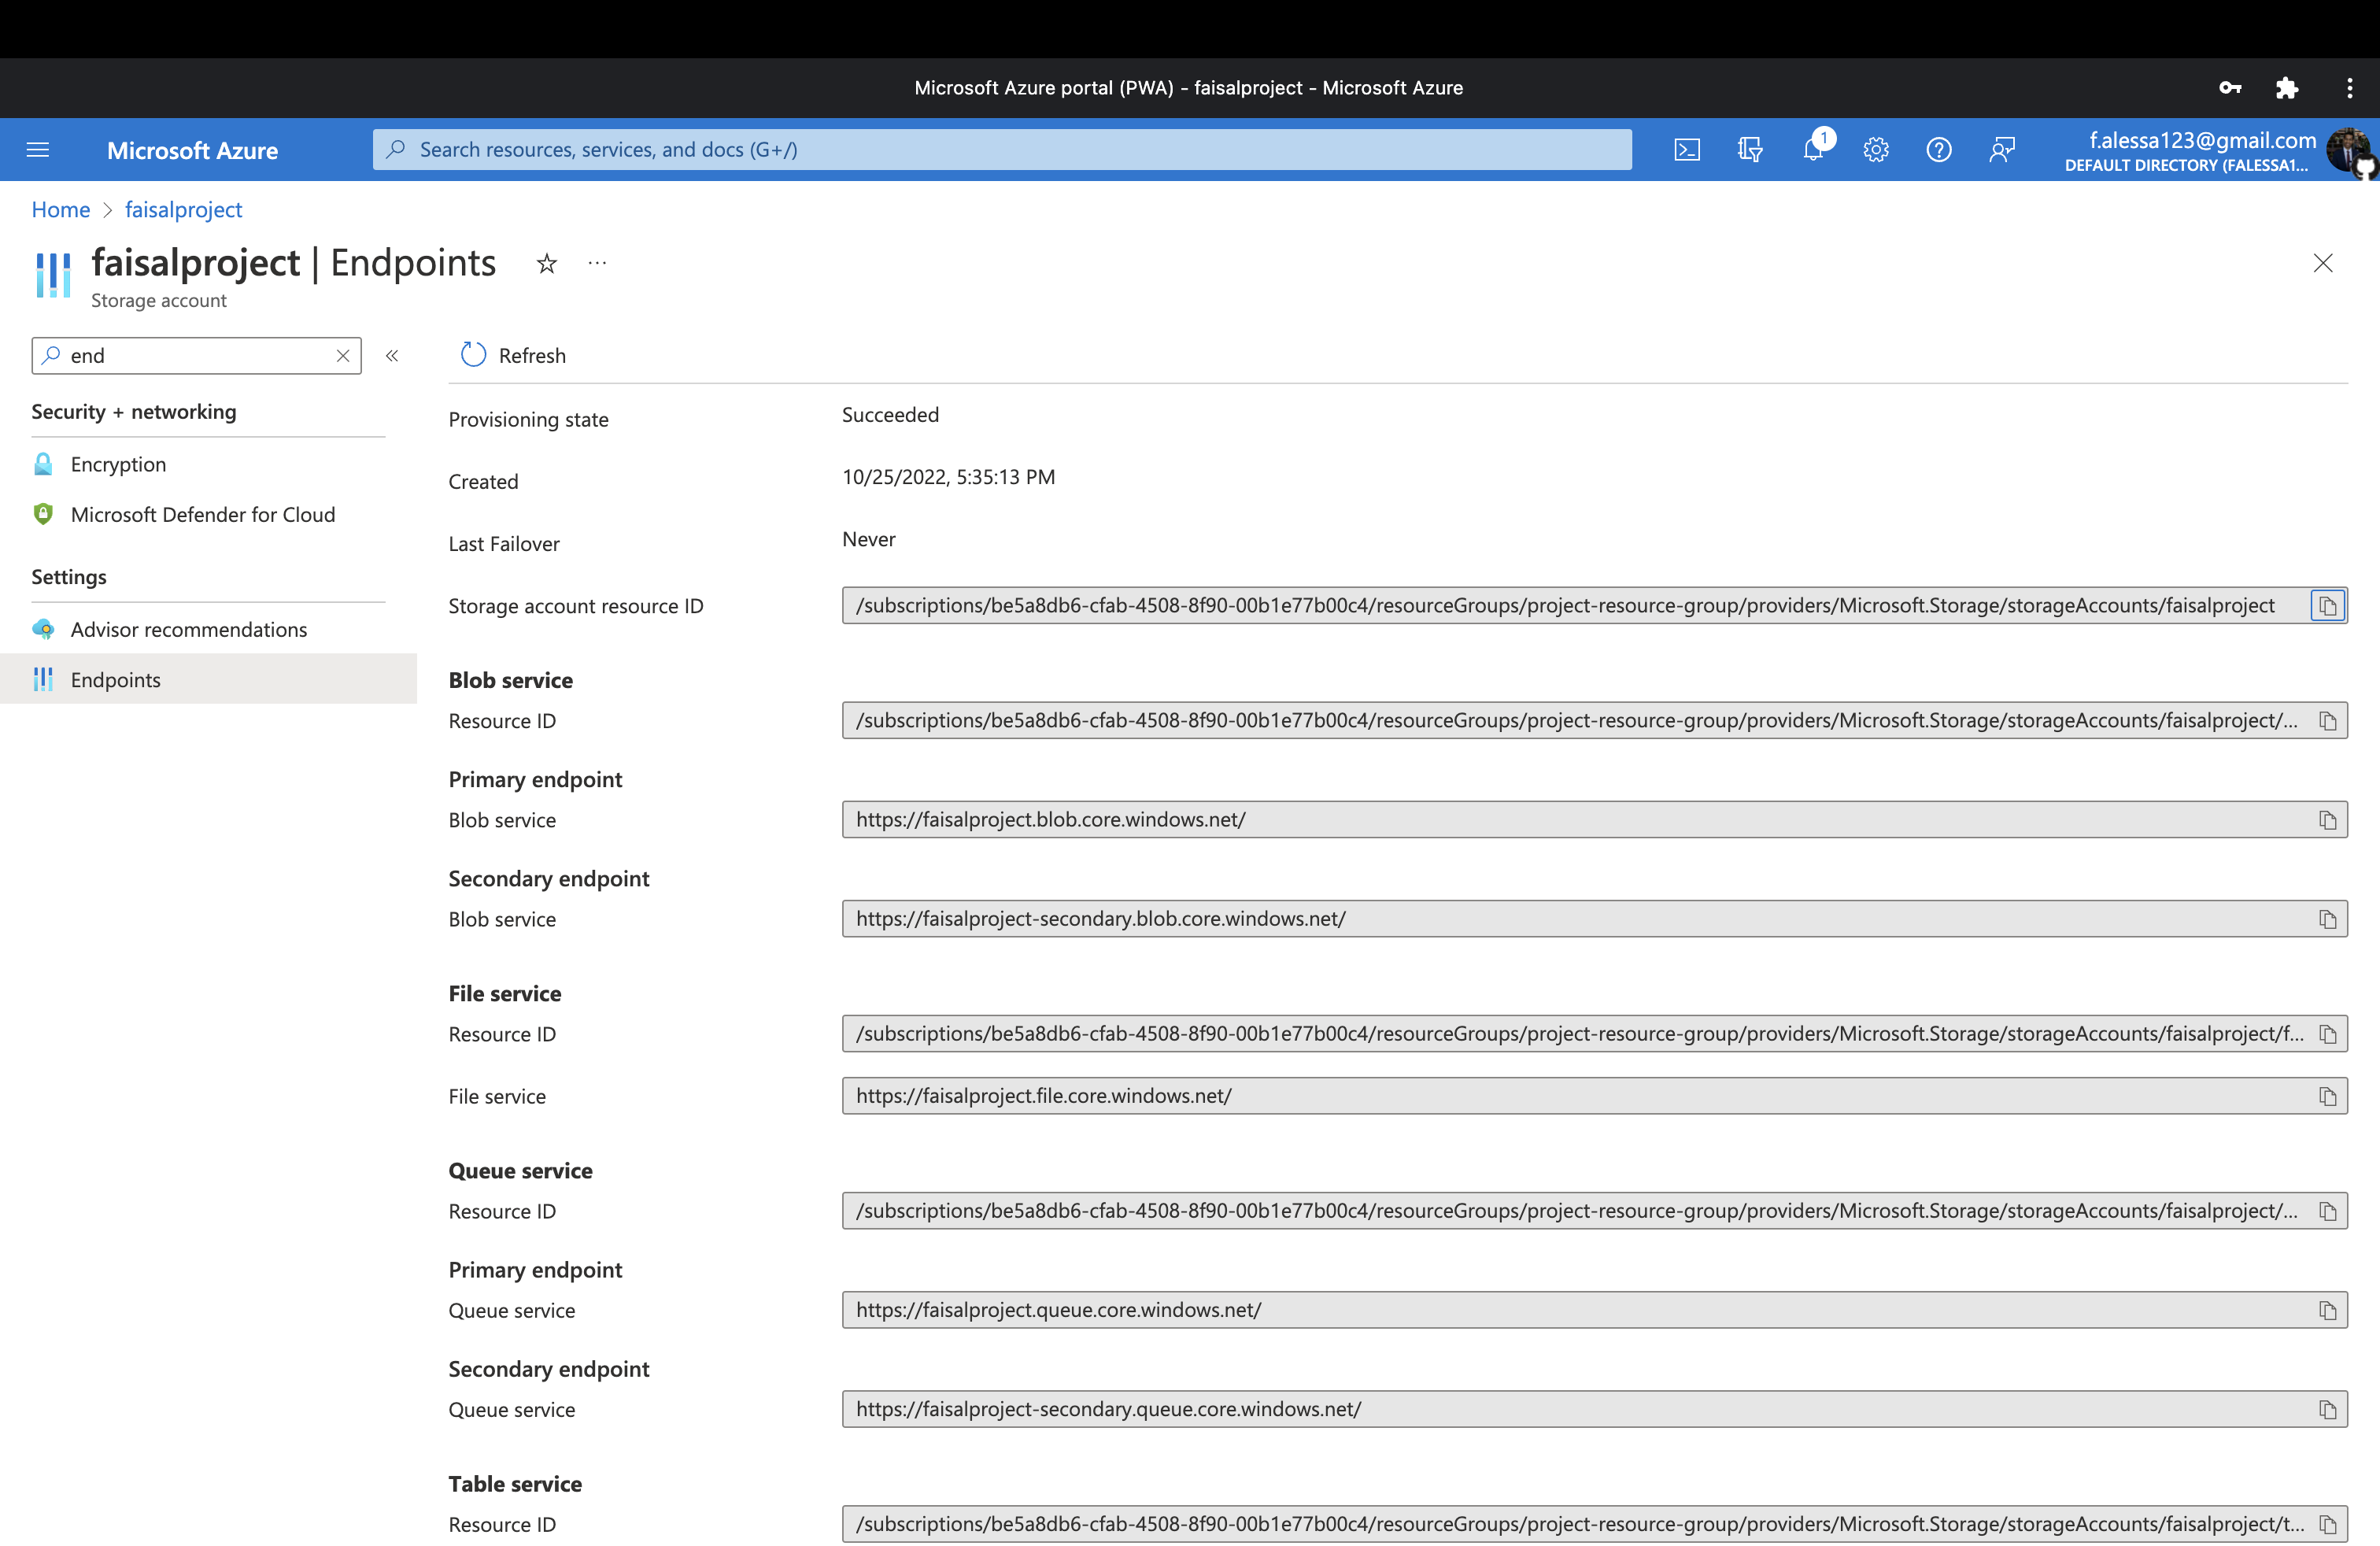 Microsoft Azure portal (PWA) - faisalproject - Microsoft Azure
Microsoft Azure
Search resources, services, and docs (G+/)
1
f.alessa123@gmail.com
DEFAULT DIRECTORY (FALESSA1...
Home > faisalproject
faisalproject | Endpoints
Storage account
end
Refresh
Security + networking
Encryption
Microsoft Defender for Cloud
Settings
Advisor recommendations
Endpoints
Provisioning state Succeeded
Created 10/25/2022, 5:35:13 PM
Last Failover Never
Storage account resource ID /subscriptions/be5a8db6-cfab-4508-8f90-00b1e77b00c4/resourceGroups/project-resource-group/providers/Microsoft.Storage/storageAccounts/faisalproject
Blob service
Resource ID /subscriptions/be5a8db6-cfab-4508-8f90-00b1e77b00c4/resourceGroups/project-resource-group/providers/Microsoft.Storage/storageAccounts/faisalproject/...
Primary endpoint
Blob service https://faisalproject.blob.core.windows.net/
Secondary endpoint
Blob service https://faisalproject-secondary.blob.core.windows.net/
File service
Resource ID /subscriptions/be5a8db6-cfab-4508-8f90-00b1e77b00c4/resourceGroups/project-resource-group/providers/Microsoft.Storage/storageAccounts/faisalproject/f...
File service https://faisalproject.file.core.windows.net/
Queue service
Resource ID /subscriptions/be5a8db6-cfab-4508-8f90-00b1e77b00c4/resourceGroups/project-resource-group/providers/Microsoft.Storage/storageAccounts/faisalproject/...
Primary endpoint
Queue service https://faisalproject.queue.core.windows.net/
Secondary endpoint
Queue service https://faisalproject-secondary.queue.core.windows.net/
Table service
Resource ID /subscriptions/be5a8db6-cfab-4508-8f90-00b1e77b00c4/resourceGroups/project-resource-group/providers/Microsoft.Storage/storageAccounts/faisalproject/t...